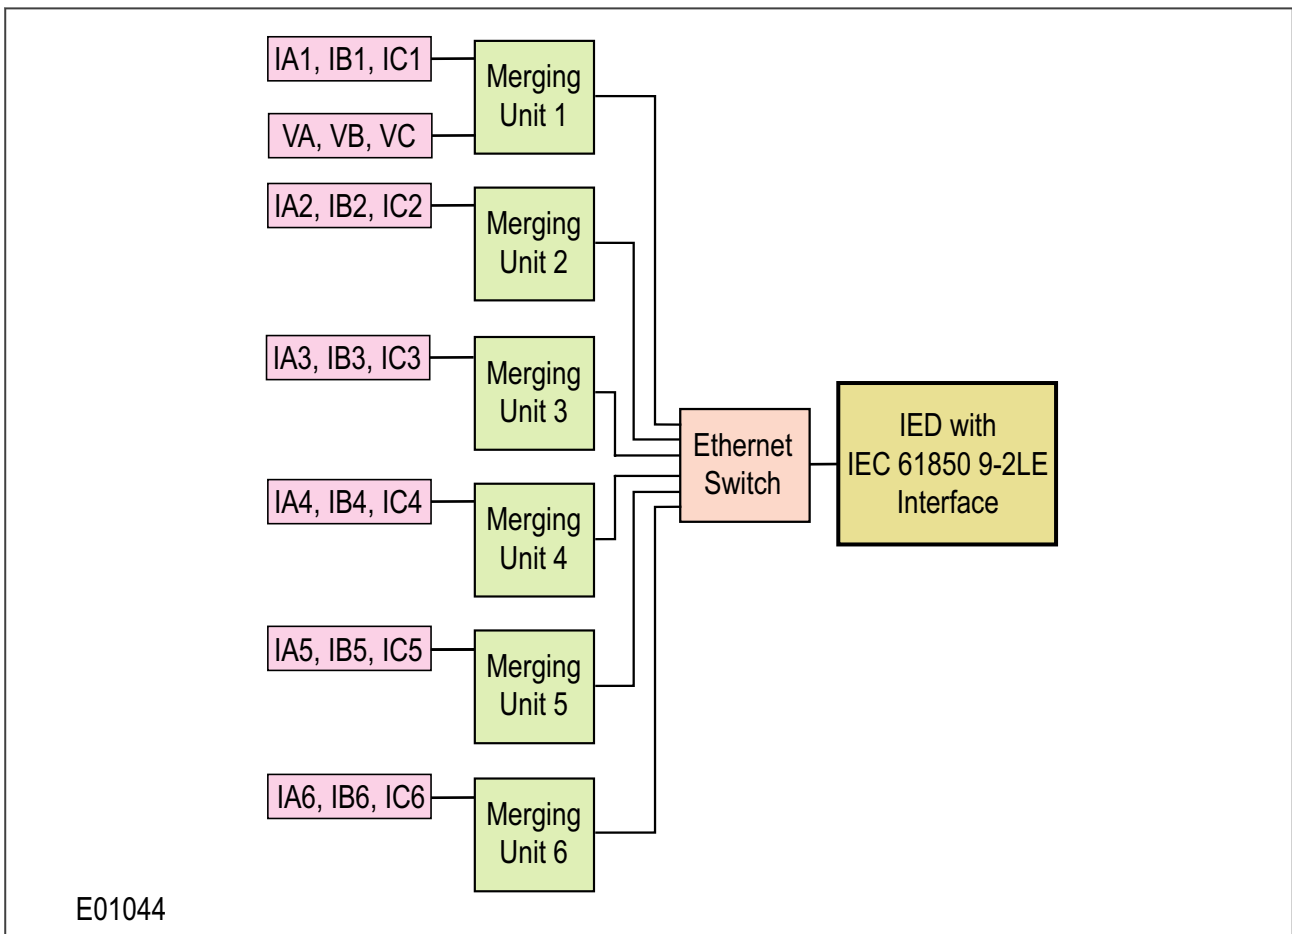 IA1, IB1, IC1
VA, VB, VC
Merging
Unit 1
IA2, IB2, IC2
Merging
Unit 2
IA3, IB3, IC3
Merging
Unit 3
IA4, IB4, IC4
Merging
Unit 4
IA5, IB5, IC5
Merging
Unit 5
IA6, IB6, IC6
Merging
Unit 6
Ethernet
Switch
IED with
IEC 61850 9-2LE
Interface
E01044